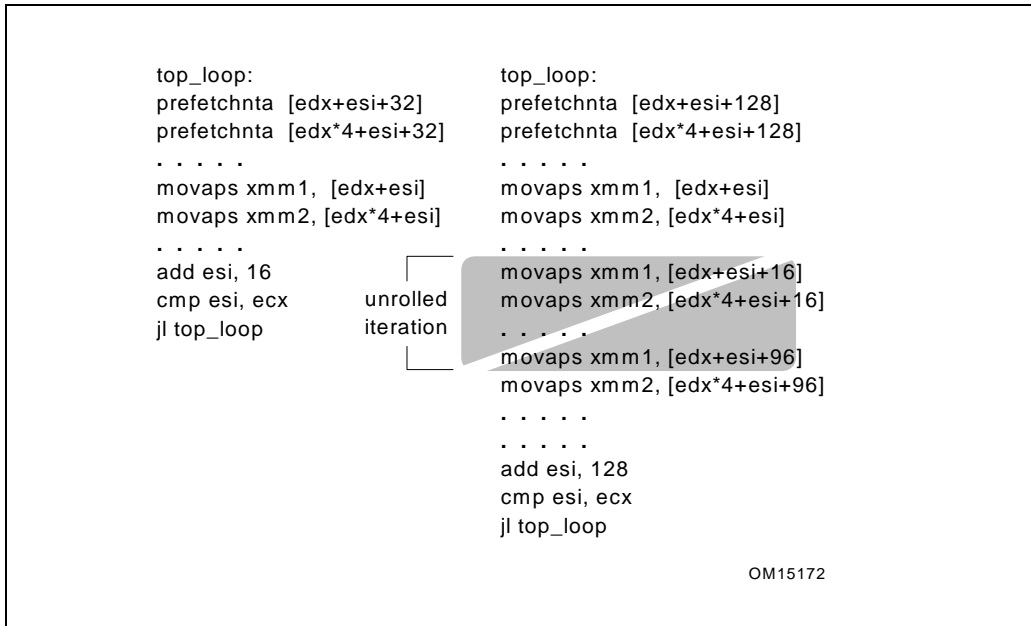 top_loop:
prefetchnta [edx+esi+32]
prefetchnta [edx*4+esi+32]
. . . . .
movaps xmm1, [edx+esi]
movaps xmm2, [edx*4+esi]
. . . . .
add esi, 16
cmp esi, ecx
jl top_loop
unrolled
iteration
top_loop:
prefetchnta [edx+esi+128]
prefetchnta [edx*4+esi+128]
. . . . .
movaps xmm1, [edx+esi]
movaps xmm2, [edx*4+esi]
. . . . .
movaps xmm1, [edx+esi+16]
movaps xmm2, [edx*4+esi+16]
. . . . .
movaps xmm1, [edx+esi+96]
movaps xmm2, [edx*4+esi+96]
. . . . .
. . . . .
add esi, 128
cmp esi, ecx
jl top_loop
OM15172